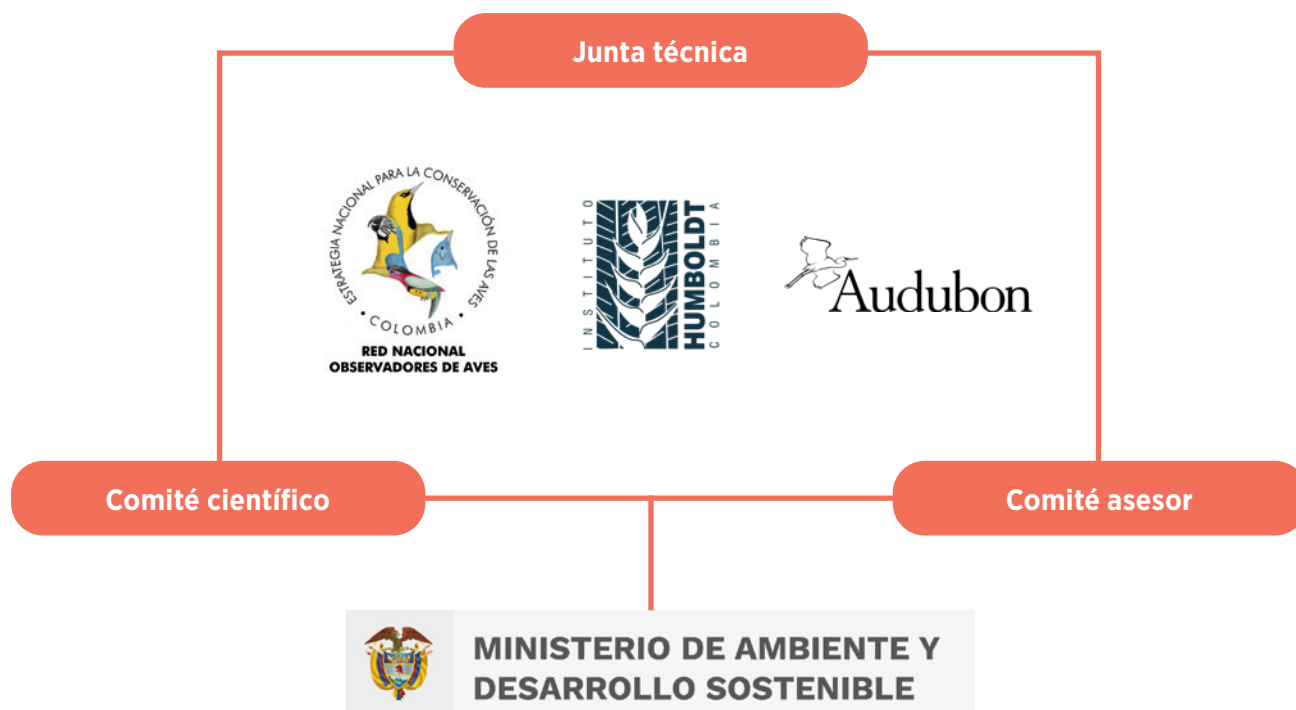 Junta técnica
ESTRATEGIA NACIONAL PARA LA CONSERVACIÓN DE LAS AVES
• COLOMBIA •
RED NACIONAL
OBSERVADORES DE AVES
INSTITUTO
HUMBOLDT
COLOMBIA
Audubon
Comité científico
Comité asesor
MINISTERIO DE AMBIENTE Y
DESARROLLO SOSTENIBLE